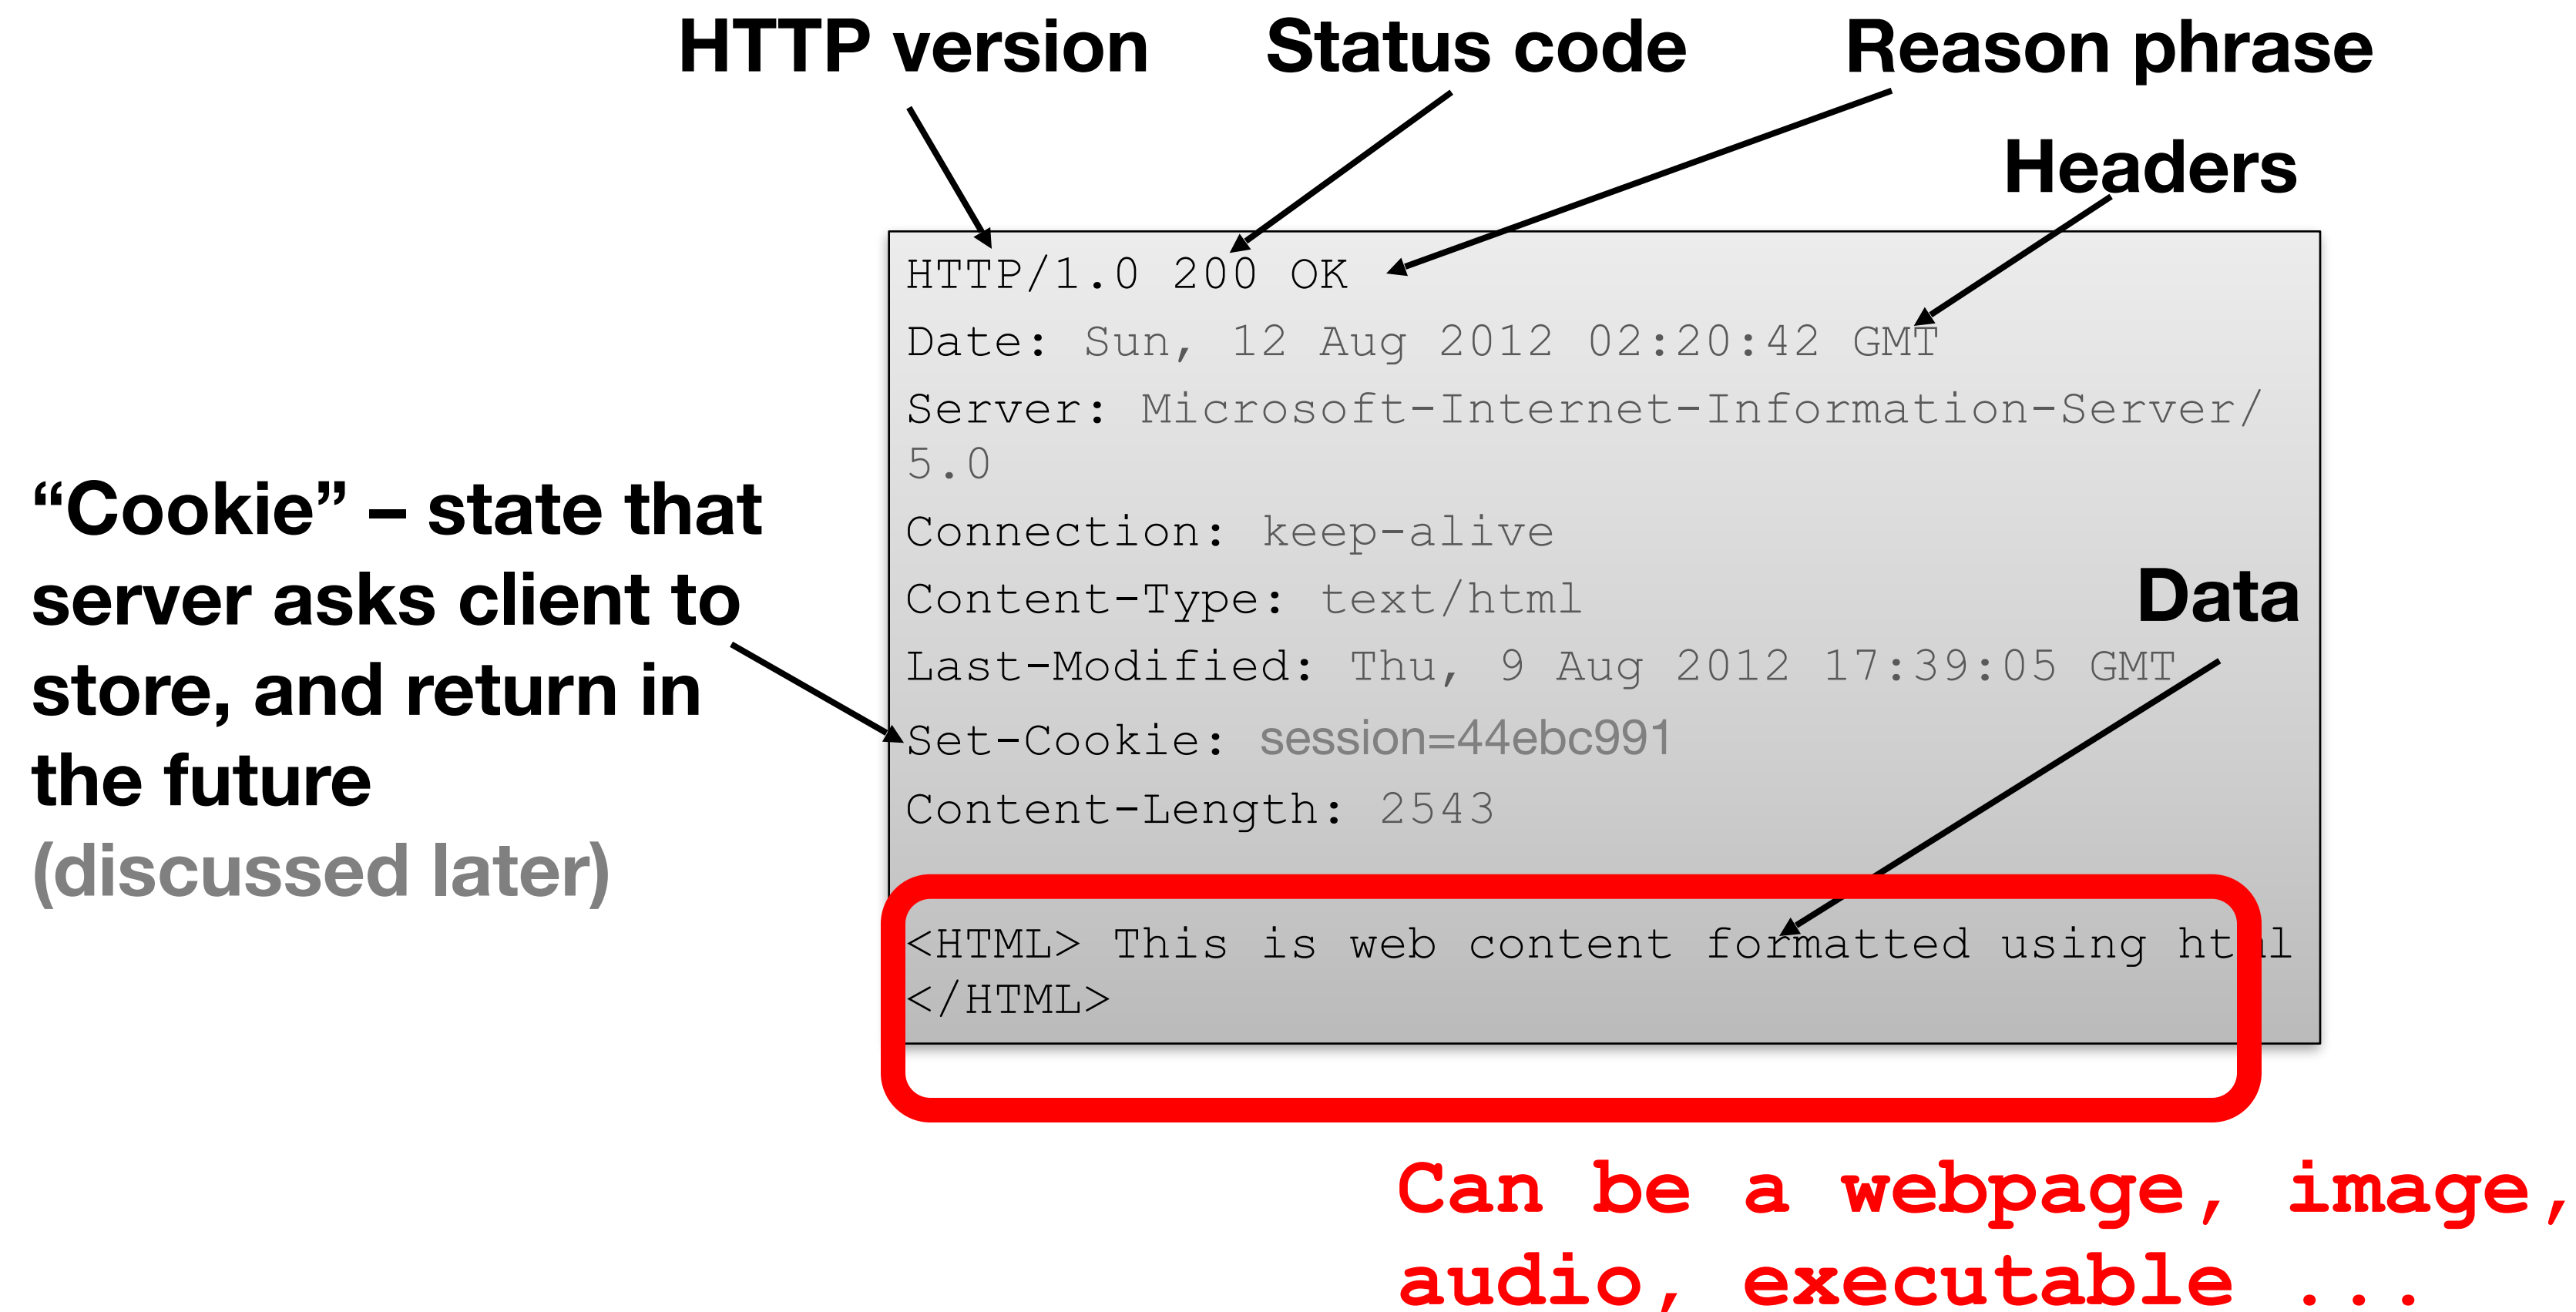 HTTP version Status code Reason phrase
Headers
HTTP/1.0 200 OK
Date: Sun, 12 Aug 2012 02:20:42 GMT
Server: Microsoft-Internet-Information-Server/
5.0
Connection: keep-alive
Content-Type: text/html
Data
Last-Modified: Thu, 9 Aug 2012 17:39:05 GMT
Set-Cookie: session=44ebc991
Content-Length: 2543
<HTML> This is web content formatted using html
</HTML>
“Cookie” – state that
server asks client to
store, and return in
the future
(discussed later)
Can be a webpage, image,
audio, executable ...